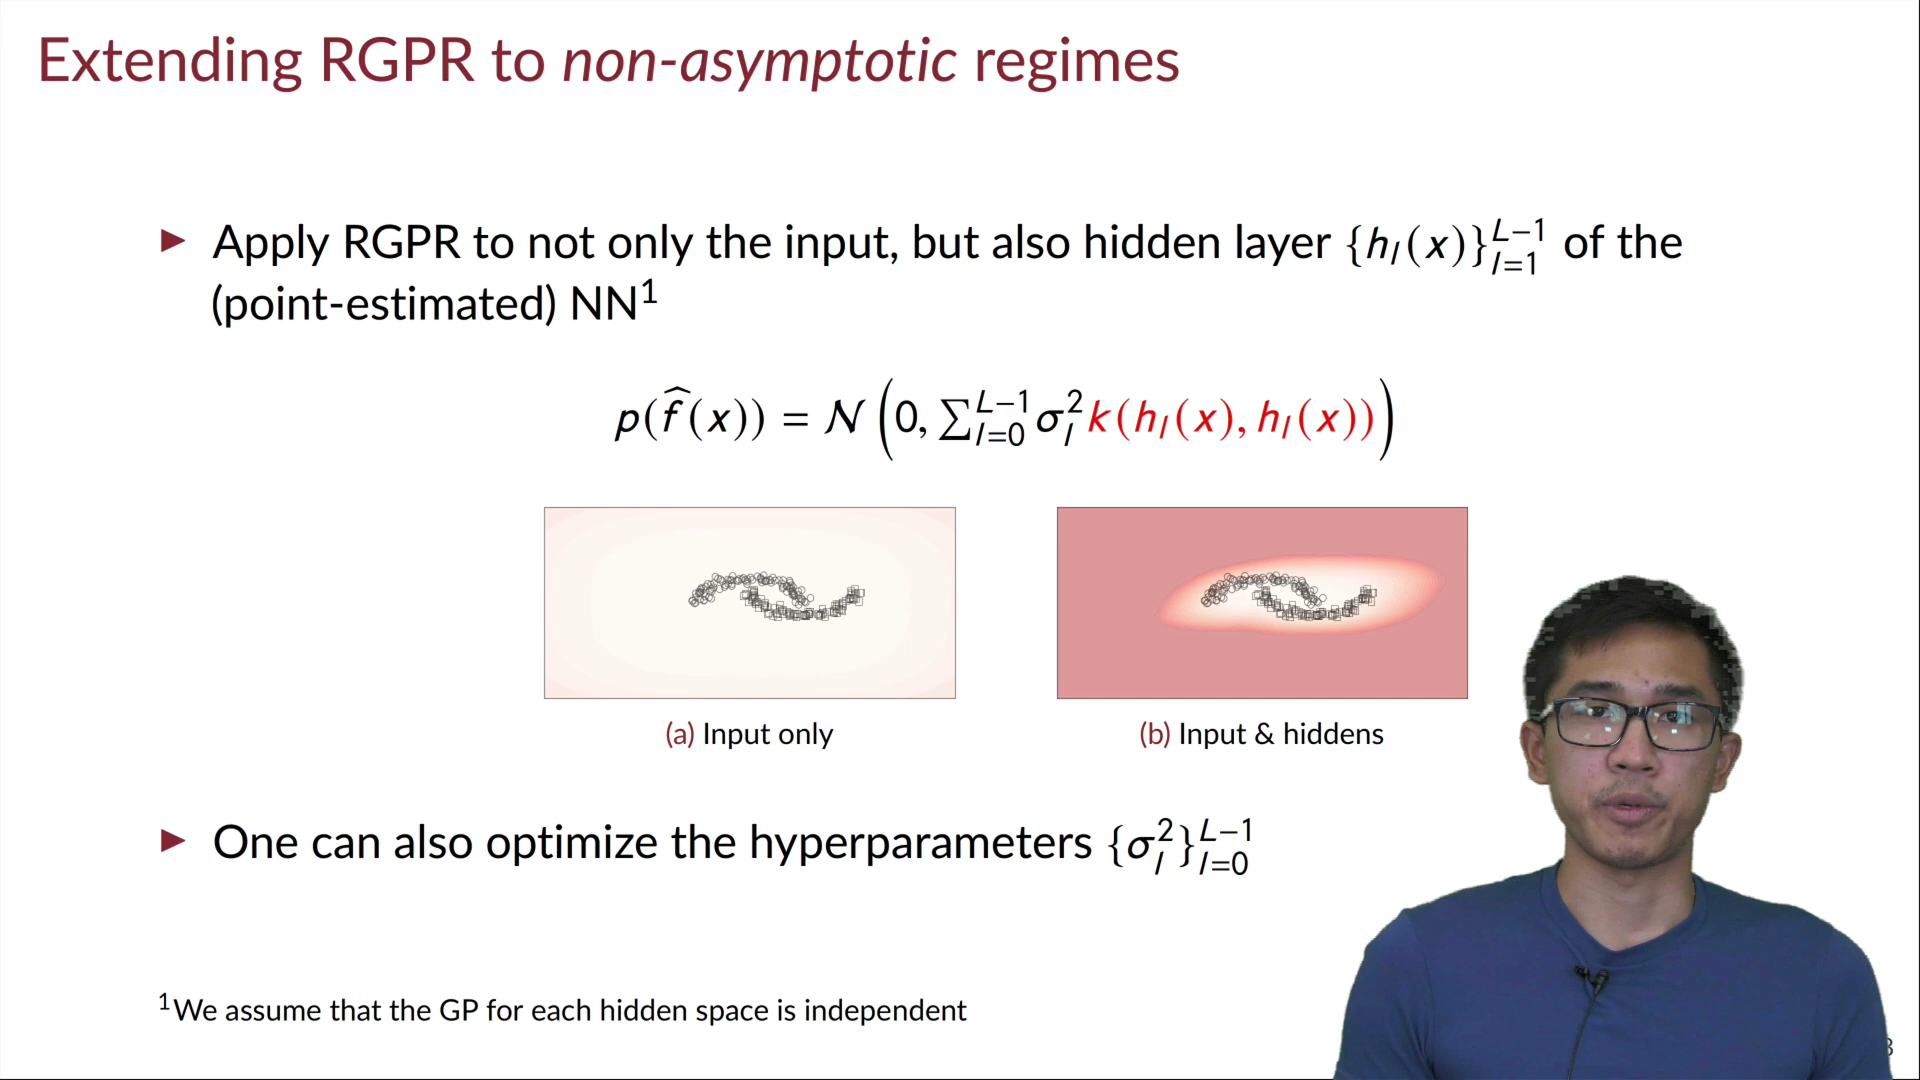 Extending RGPR to non-asymptotic regimes
▶ Apply RGPR to not only the input, but also hidden layer {h_l(x)}_{l=1}^{L−1} of the
(point-estimated) NN¹
p(f̂(x)) = 𝒩(0, ∑_{l=0}^{L−1} σ_l² k(h_l(x), h_l(x)))
(a) Input only
(b) Input & hiddens
▶ One can also optimize the hyperparameters {σ_l²}_{l=0}^{L−1}
¹We assume that the GP for each hidden space is independent